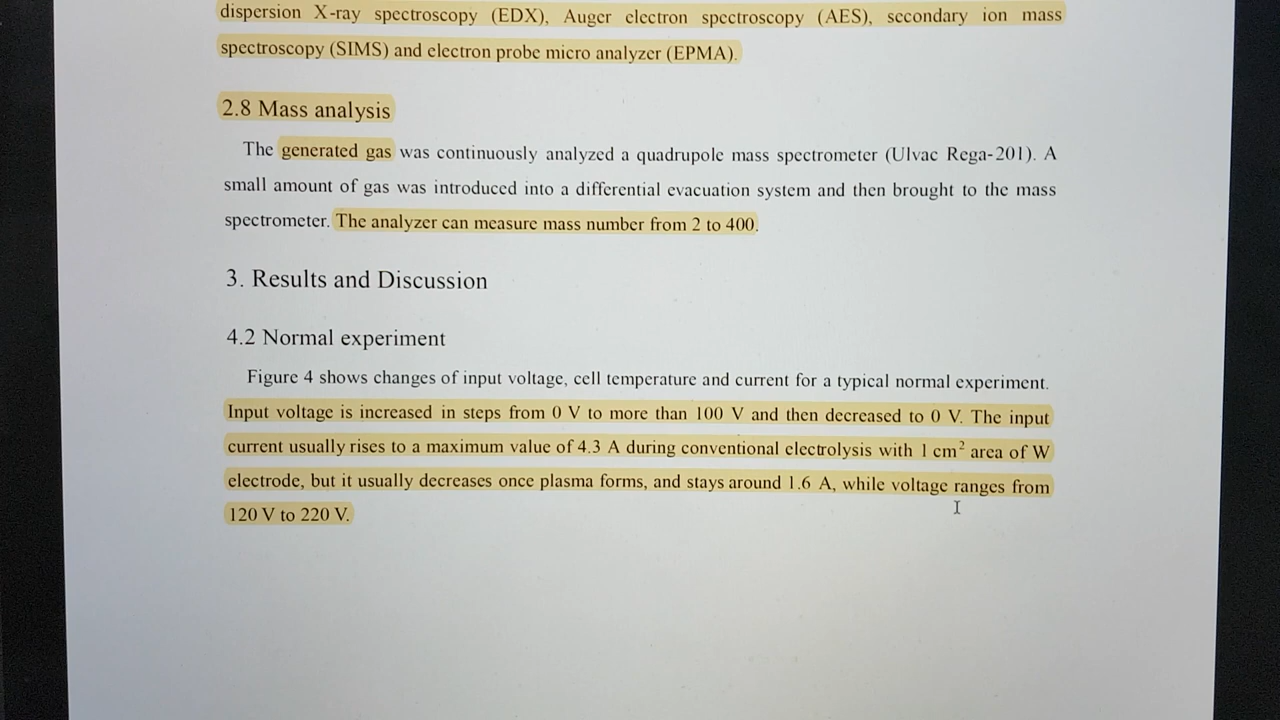 dispersion X-ray spectroscopy (EDX), Auger electron spectroscopy (AES), secondary ion mass
spectroscopy (SIMS) and electron probe micro analyzer (EPMA).
2.8 Mass analysis
The generated gas was continuously analyzed a quadrupole mass spectrometer (Ulvac Rega-201). A
small amount of gas was introduced into a differential evacuation system and then brought to the mass
spectrometer. The analyzer can measure mass number from 2 to 400.
3. Results and Discussion
4.2 Normal experiment
Figure 4 shows changes of input voltage, cell temperature and current for a typical normal experiment.
Input voltage is increased in steps from 0 V to more than 100 V and then decreased to 0 V. The input
current usually rises to a maximum value of 4.3 A during conventional electrolysis with 1 cm² area of W
electrode, but it usually decreases once plasma forms, and stays around 1.6 A, while voltage ranges from
120 V to 220 V.